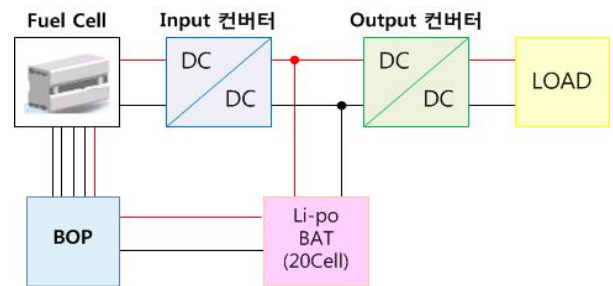 Fuel Cell
Input 컨버터
Output 컨버터
DC
DC
DC
DC
LOAD
BOP
Li-po
BAT
(20Cell)